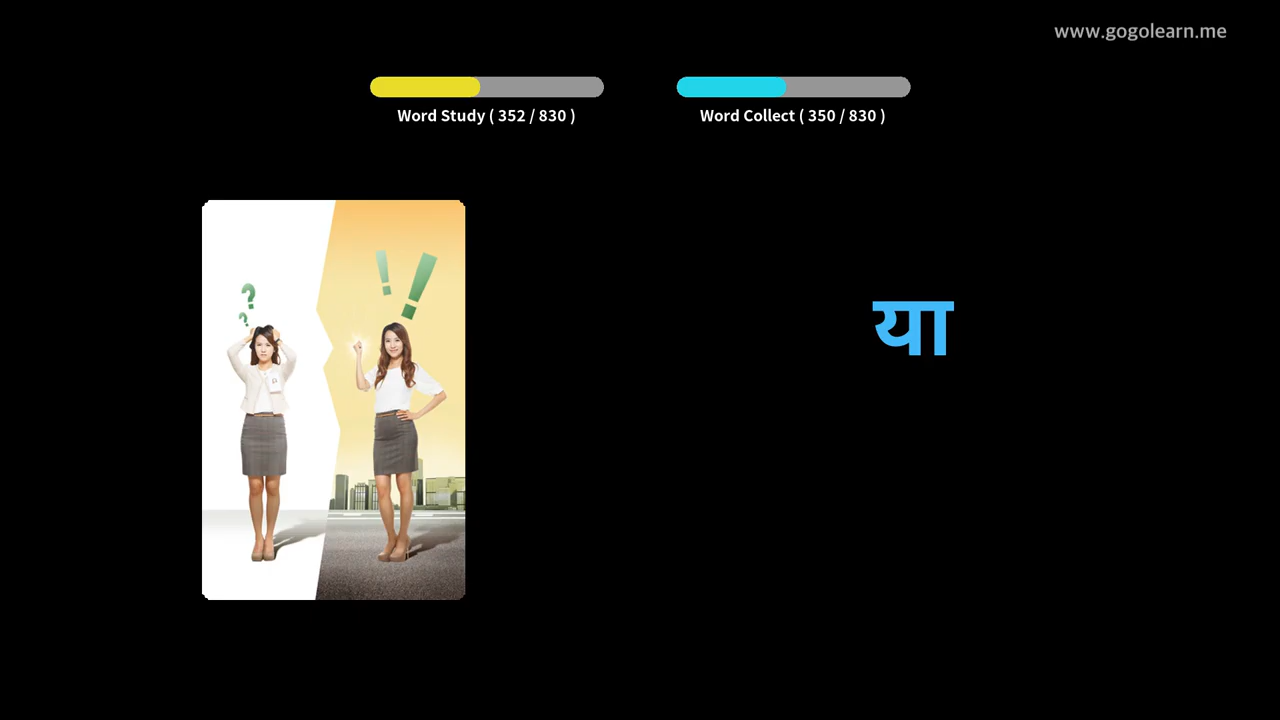 www.gogolearn.me
Word Study ( 352 / 830 )
Word Collect ( 350 / 830 )
? ?
! !
या